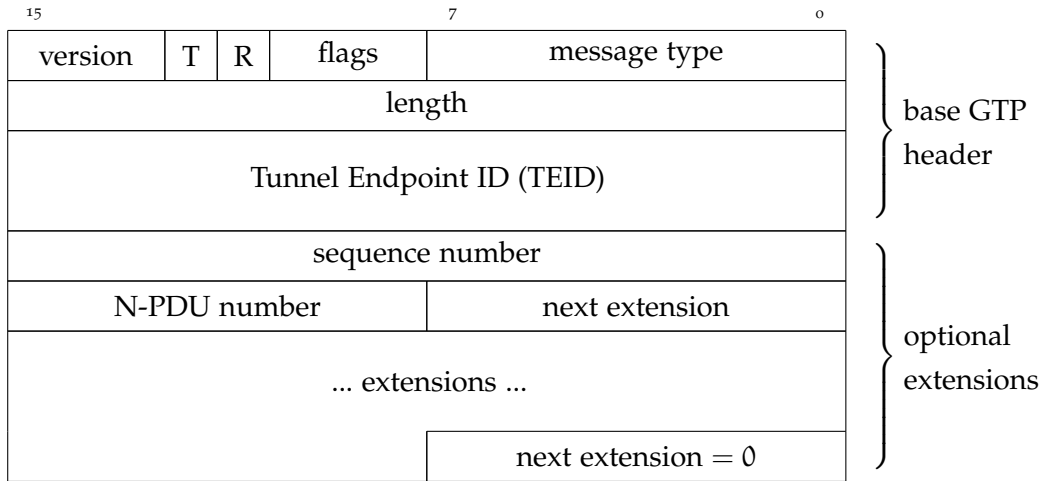 15 7 0
version T R flags message type
length
base GTP
header
Tunnel Endpoint ID (TEID)
sequence number
N-PDU number next extension
optional
extensions
... extensions ...
next extension = 0